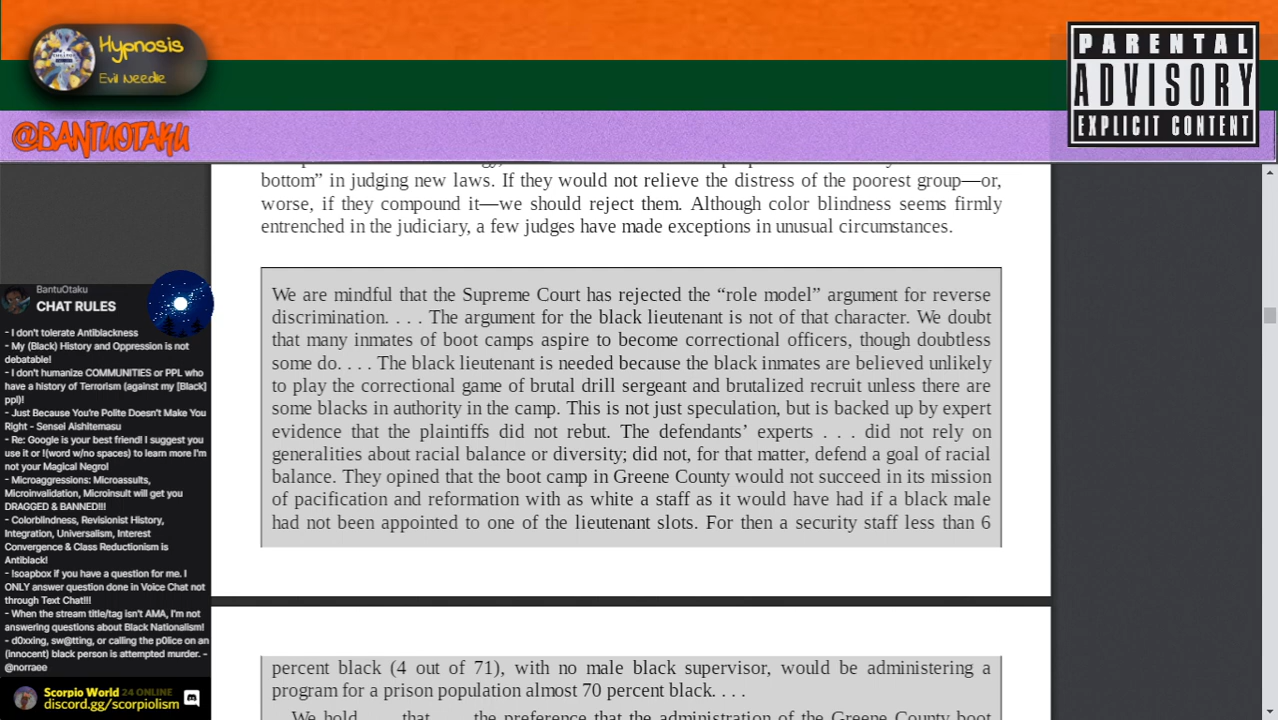 Hypnosis
Evil Needle
PARENTAL
ADVISORY
EXPLICIT CONTENT
@BANTUOTAKU
bottom” in judging new laws. If they would not relieve the distress of the poorest group—or,
worse, if they compound it—we should reject them. Although color blindness seems firmly
entrenched in the judiciary, a few judges have made exceptions in unusual circumstances.
We are mindful that the Supreme Court has rejected the “role model” argument for reverse
discrimination. . . . The argument for the black lieutenant is not of that character. We doubt
that many inmates of boot camps aspire to become correctional officers, though doubtless
some do. . . . The black lieutenant is needed because the black inmates are believed unlikely
to play the correctional game of brutal drill sergeant and brutalized recruit unless there are
some blacks in authority in the camp. This is not just speculation, but is backed up by expert
evidence that the plaintiffs did not rebut. The defendants’ experts . . . did not rely on
generalities about racial balance or diversity; did not, for that matter, defend a goal of racial
balance. They opined that the boot camp in Greene County would not succeed in its mission
of pacification and reformation with as white a staff as it would have had if a black male
had not been appointed to one of the lieutenant slots. For then a security staff less than 6
percent black (4 out of 71), with no male black supervisor, would be administering a
program for a prison population almost 70 percent black. . . .
We hold . . . that . . . the preference that the administration of the Greene County boot
BantuOtaku
CHAT RULES
- I don't tolerate Antiblackness
- My (Black) History and Oppression is not
debatable!
- I don't humanize COMMUNITIES or PPL who
have a history of Terrorism (against my [Black]
ppl)!
- Just Because You're Polite Doesn't Make You
Right - Sensei Aishitemasu
- Re: Google is your best friend! I suggest you
use it or !(word w/no spaces) to learn more I'm
not your Magical Negro!
- Microaggressions: Microassults,
Microinvalidation, Microinsult will get you
DRAGGED & BANNED!!!
- Colorblindness, Revisionist History,
Integration, Universalism, Interest
Convergence & Class Reductionism is
Antiblack!
- !soapbox if you have a question for me. I
ONLY answer question done in Voice Chat not
through Text Chat!!!
- When the stream title/tag isn't AMA, I'm not
answering questions about Black Nationalism!
- d0xxing, sw@tting, or calling the p0lice on an
(innocent) black person is attempted murder. -
@norraee
Scorpio World 24 ONLINE
discord.gg/scorpiolism